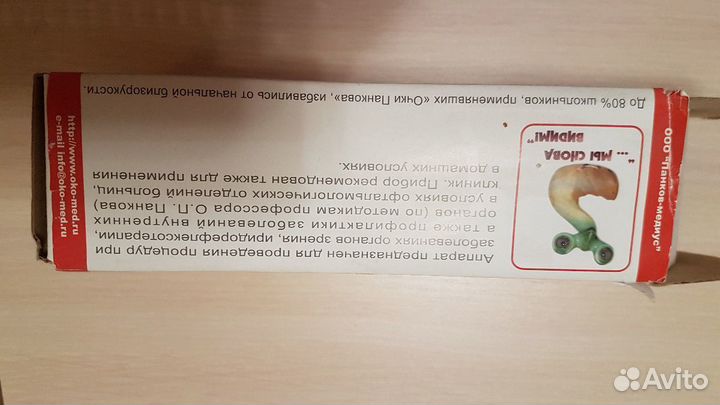 ООО "Панков-медиус"
"... МЫ СНОВА
ВИДИМ!"
Аппарат предназначен для проведения процедур при
заболеваниях органов зрения, иридорефлексотерапии,
а также профилактики заболеваний внутренних
органов (по методикам профессора О.П. Панкова)
в условиях офтальмологических отделений больниц,
клиник. Прибор рекомендован также для применения
в домашних условиях.
До 80% школьников, применявших «Очки Панкова», избавились от начальной близорукости.
http://www.oko-med.ru
e-mail info@oko-med.ru
Avito